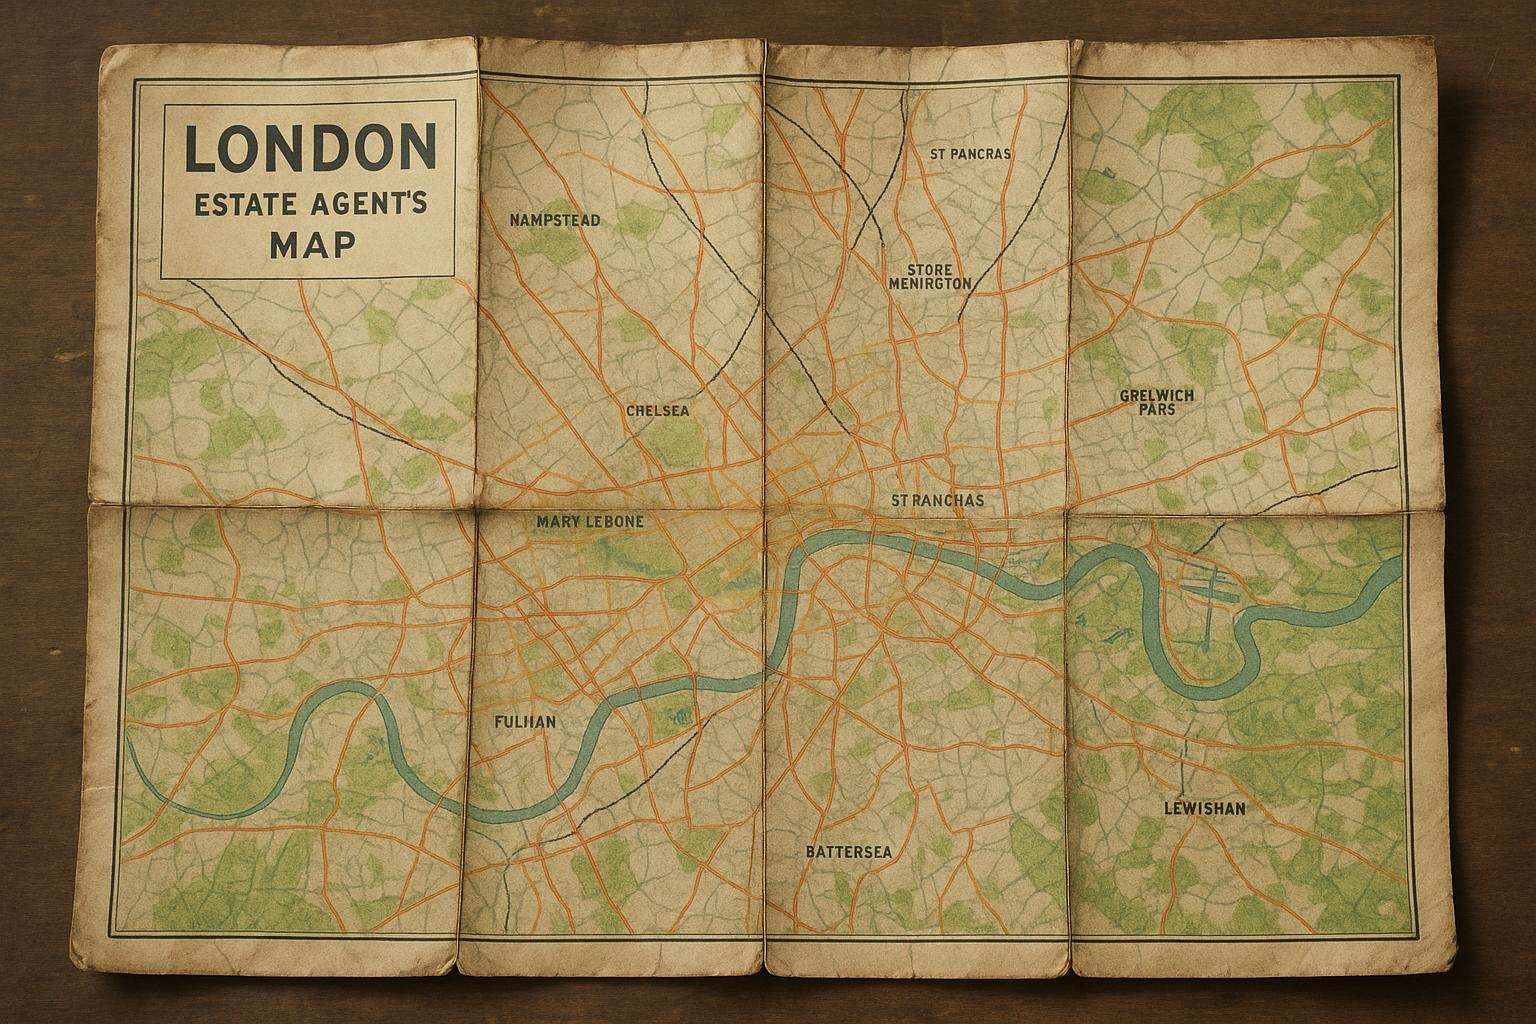 LONDON
ESTATE AGENT'S
MAP
ST PANCRAS
NAMPSTEAD
STORE
MENIRGTON
GRELWICH
PARS
CHELSEA
ST RANCHAS
MARY LEBONE
FULHAN
LEWISHAN
BATTERSEA